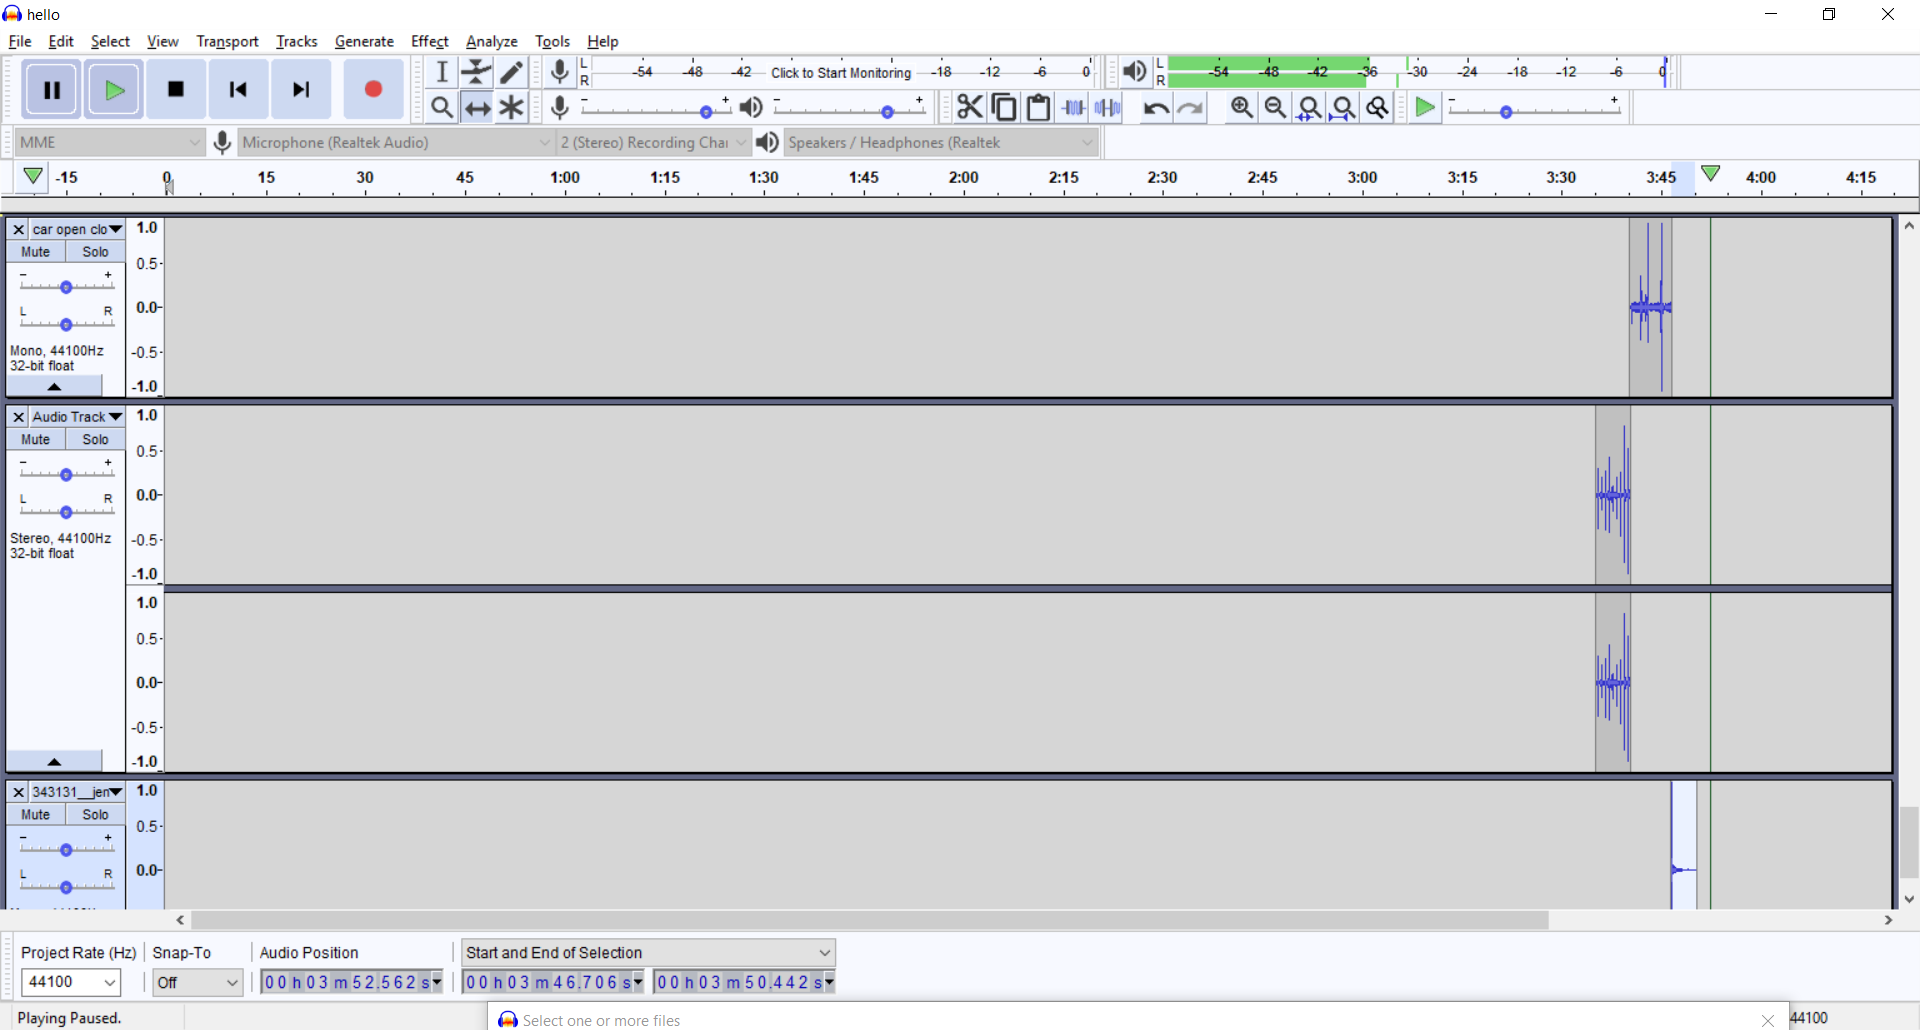 hello
File Edit Select View Transport Tracks Generate Effect Analyze Tools Help
L R -54 -48 -42 Click to Start Monitoring -18 -12 -6 0
L R -54 -48 -42 -36 -30 -24 -18 -12 -6 0
MME Microphone (Realtek Audio) 2 (Stereo) Recording Chai Speakers / Headphones (Realtek
-15 0 15 30 45 1:00 1:15 1:30 1:45 2:00 2:15 2:30 2:45 3:00 3:15 3:30 3:45 4:00 4:15
car open clo
Mute Solo
- +
L R
Mono, 44100Hz
32-bit float
1.0
0.5
0.0
-0.5
-1.0
Audio Track
Mute Solo
- +
L R
Stereo, 44100Hz
32-bit float
1.0
0.5
0.0
-0.5
-1.0
1.0
0.5
0.0
-0.5
-1.0
343131__jen
Mute Solo
- +
L R
1.0
0.5
0.0
Project Rate (Hz) Snap-To Audio Position Start and End of Selection
44100 Off 00 h 03 m 52.562 s 00 h 03 m 46.706 s 00 h 03 m 50.442 s
Playing Paused.
Select one or more files
44100